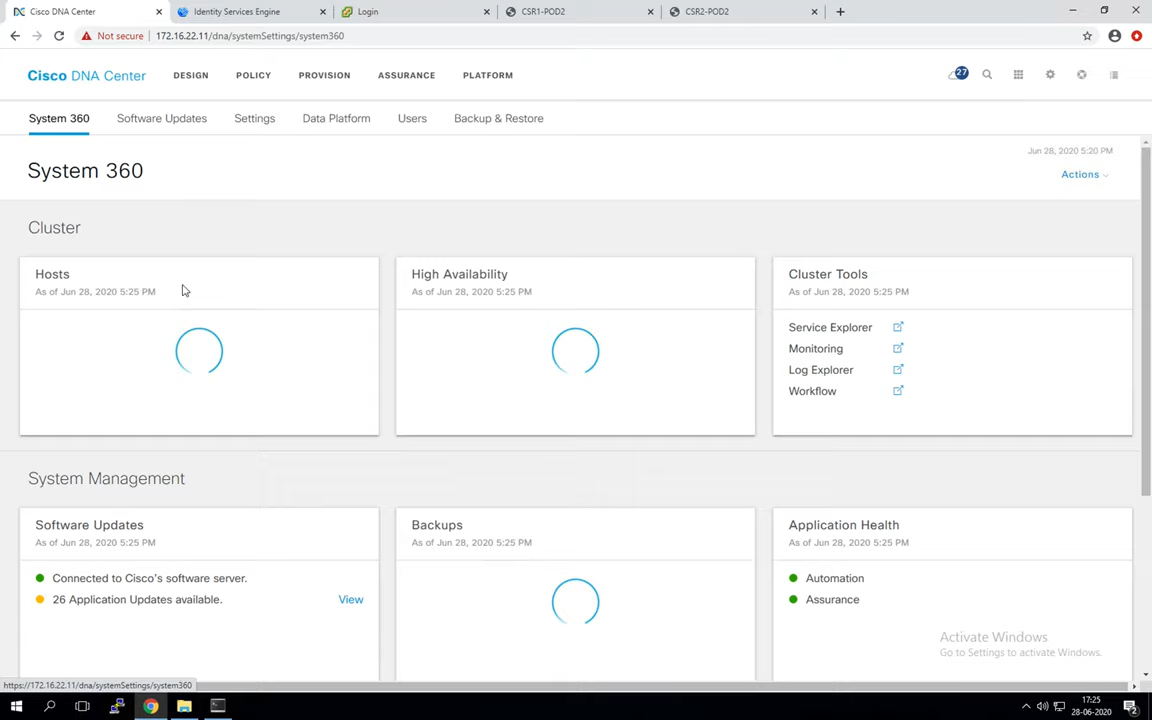 Cisco DNA Center
Identity Services Engine
Login
CSR1-POD2
CSR2-POD2
Not secure 172.16.22.11/dna/systemSettings/system360
Cisco DNA Center DESIGN POLICY PROVISION ASSURANCE PLATFORM 27
System 360 Software Updates Settings Data Platform Users Backup & Restore
Jun 28, 2020 5:20 PM
System 360
Actions
Cluster
Hosts
As of Jun 28, 2020 5:25 PM
High Availability
As of Jun 28, 2020 5:25 PM
Cluster Tools
As of Jun 28, 2020 5:25 PM
Service Explorer
Monitoring
Log Explorer
Workflow
System Management
Software Updates
As of Jun 28, 2020 5:25 PM
Connected to Cisco's software server.
26 Application Updates available. View
Backups
As of Jun 28, 2020 5:25 PM
Application Health
As of Jun 28, 2020 5:25 PM
Automation
Assurance
Activate Windows
Go to Settings to activate Windows.
https://172.16.22.11/dna/systemSettings/system360
17:25
28-06-2020
2